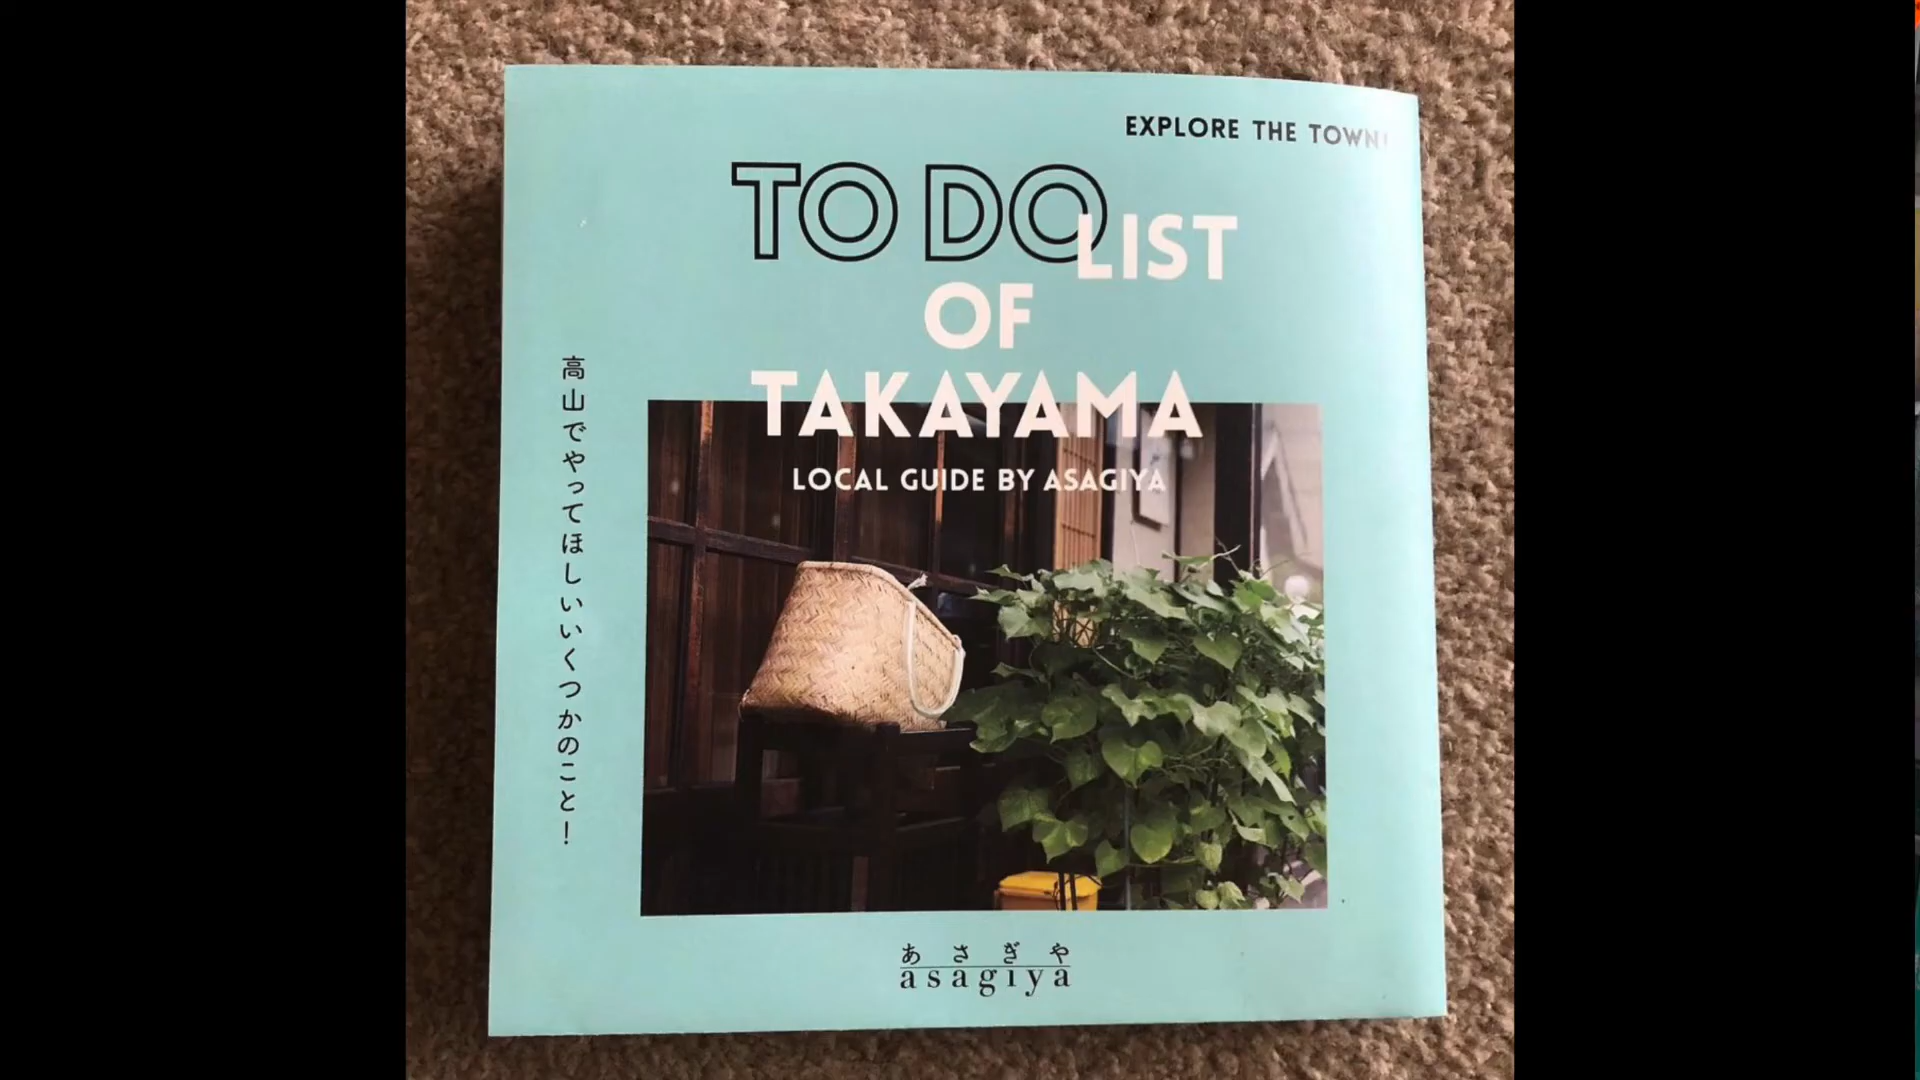 EXPLORE THE TOWN!
TO DO LIST
OF
TAKAYAMA
LOCAL GUIDE BY ASAGIYA
高山でやってほしいいくつかのこと！
あさぎや
asagiya